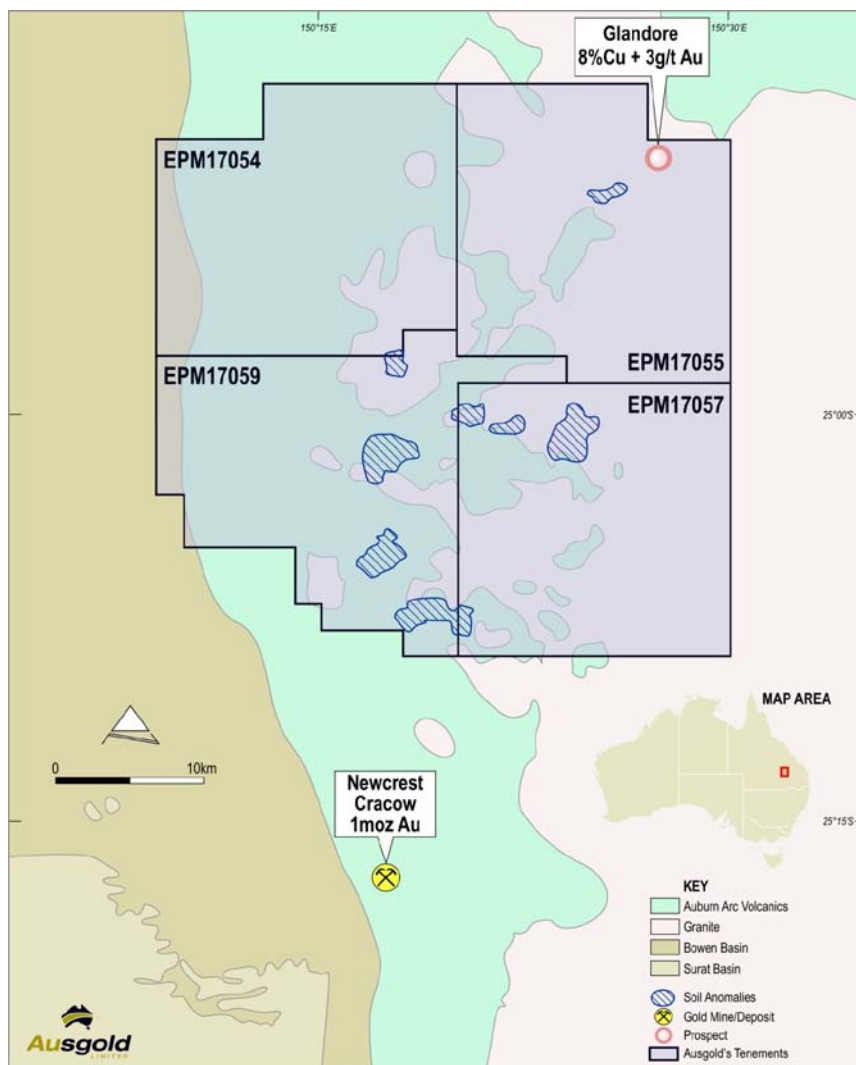 150°15'E
150°30'E
Glandore
8%Cu + 3g/t Au
EPM17054
EPM17059
EPM17055
EPM17057
25°00'S
MAP AREA
0
10km
Newcrest
Cracow
1moz Au
25°15'S
KEY
Auburn Arc Volcanics
Granite
Bowen Basin
Surat Basin
Soil Anomalies
Gold Mine/Deposit
Prospect
Ausgold's Tenements
Ausgold
LIMITED